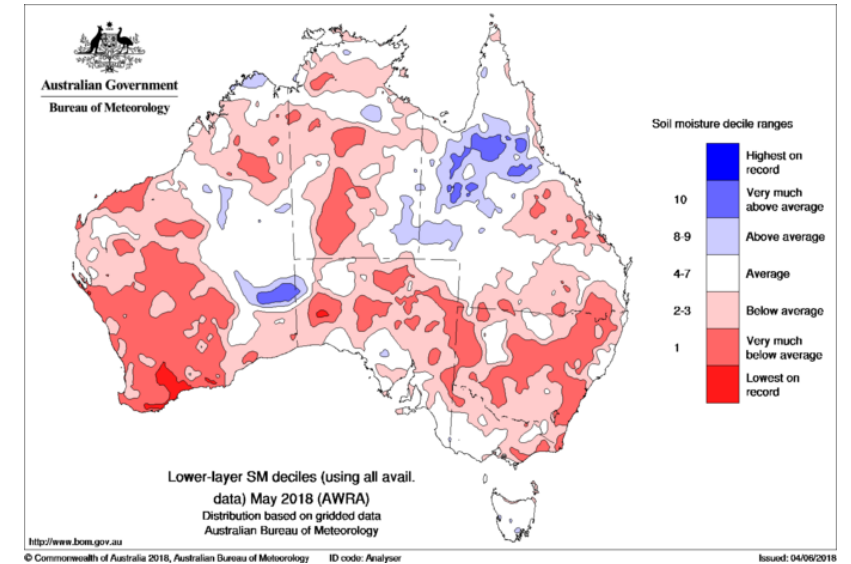 Australian Government
Bureau of Meteorology
Soil moisture decile ranges
Highest on
record
10
Very much
above average
8-9
Above average
4-7
Average
2-3
Below average
1
Very much
below average
Lowest on
record
Lower-layer SM deciles (using all avail.
data) May 2018 (AWRA)
Distribution based on gridded data
Australian Bureau of Meteorology
http://www.bom.gov.au
© Commonwealth of Australia 2018, Australian Bureau of Meteorology ID code: Analyser Issued: 04/06/2018